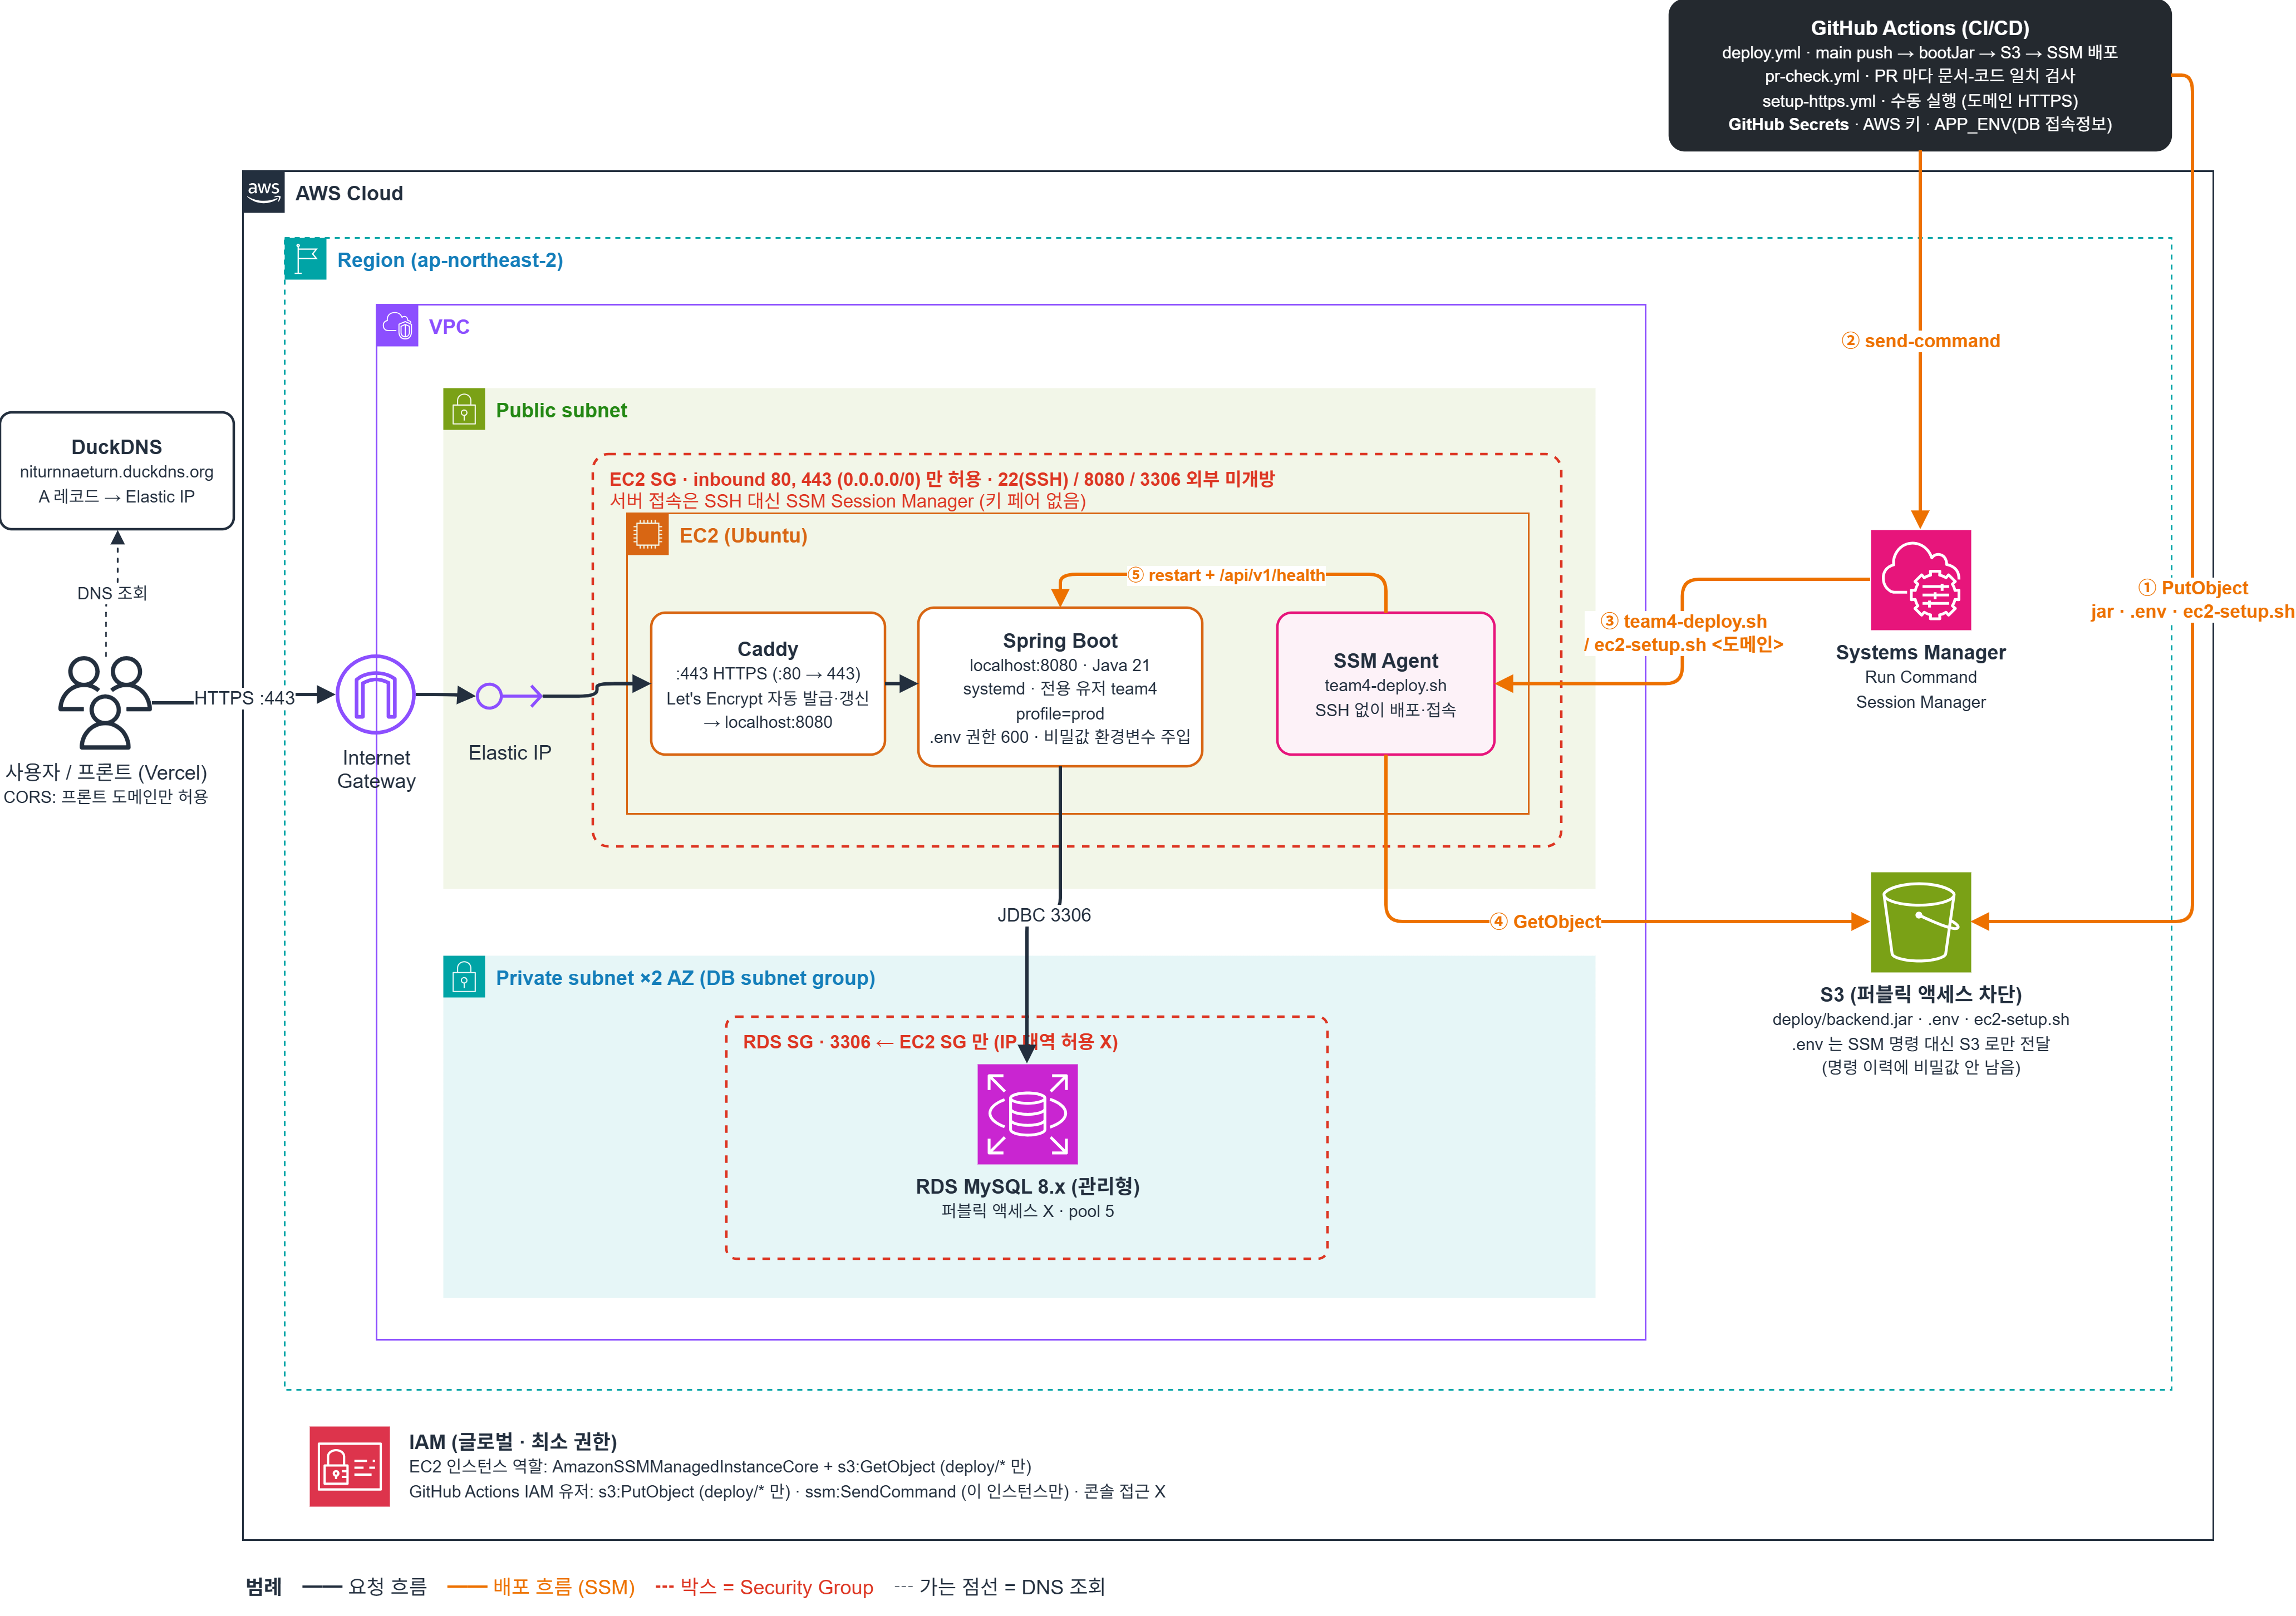 GitHub Actions (CI/CD)
deploy.yml · main push → bootJar → S3 → SSM 배포
pr-check.yml · PR 마다 문서-코드 일치 검사
setup-https.yml · 수동 실행 (도메인 HTTPS)
GitHub Secrets · AWS 키 · APP_ENV(DB 접속정보)
aws
AWS Cloud
Region (ap-northeast-2)
VPC
② send-command
Public subnet
DuckDNS
niturnnaeturn.duckdns.org
A 레코드 → Elastic IP
EC2 SG · inbound 80, 443 (0.0.0.0/0) 만 허용 · 22(SSH) / 8080 / 3306 외부 미개방
서버 접속은 SSH 대신 SSM Session Manager (키 페어 없음)
EC2 (Ubuntu)
⑤ restart + /api/v1/health
DNS 조회
① PutObject
jar · .env · ec2-setup.sh
③ team4-deploy.sh
/ ec2-setup.sh <도메인>
Caddy
:443 HTTPS (:80 → 443)
Let's Encrypt 자동 발급·갱신
→ localhost:8080
Spring Boot
localhost:8080 · Java 21
systemd · 전용 유저 team4
profile=prod
.env 권한 600 · 비밀값 환경변수 주입
SSM Agent
team4-deploy.sh
SSH 없이 배포·접속
Systems Manager
Run Command
Session Manager
HTTPS :443
Internet
Gateway
Elastic IP
사용자 / 프론트 (Vercel)
CORS: 프론트 도메인만 허용
JDBC 3306
④ GetObject
Private subnet ×2 AZ (DB subnet group)
S3 (퍼블릭 액세스 차단)
deploy/backend.jar · .env · ec2-setup.sh
.env 는 SSM 명령 대신 S3 로만 전달
(명령 이력에 비밀값 안 남음)
RDS SG · 3306 ← EC2 SG 만 (IP 대역 허용 X)
RDS MySQL 8.x (관리형)
퍼블릭 액세스 X · pool 5
IAM (글로벌 · 최소 권한)
EC2 인스턴스 역할: AmazonSSMManagedInstanceCore + s3:GetObject (deploy/* 만)
GitHub Actions IAM 유저: s3:PutObject (deploy/* 만) · ssm:SendCommand (이 인스턴스만) · 콘솔 접근 X
범례 요청 흐름 배포 흐름 (SSM) 박스 = Security Group 가는 점선 = DNS 조회